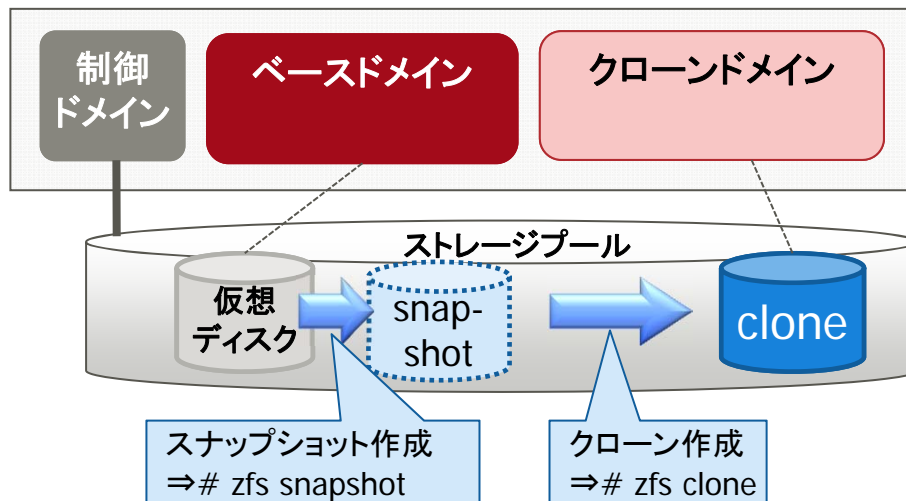 制御
ドメイン
ベースドメイン
クローンドメイン
ストレージプール
仮想
ディスク
snap-
shot
clone
スナップショット作成
⇒# zfs snapshot
クローン作成
⇒# zfs clone